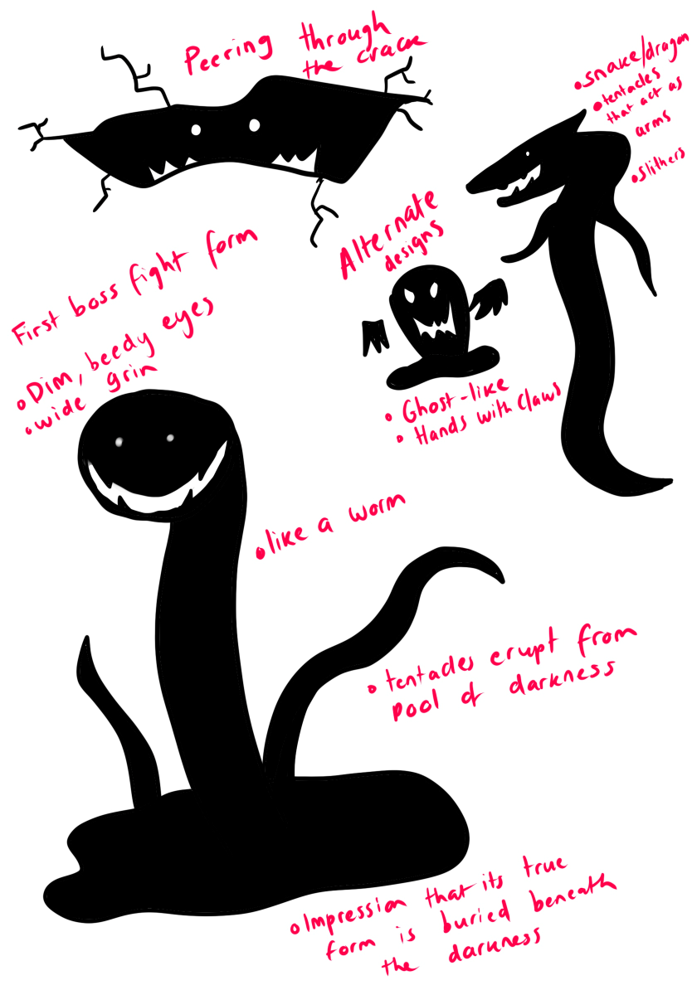 Peering through
the crack
• snake/dragon
• tentacles
that act as
arms
• slithers
Alternate
designs
• Ghost-like
• Hands with Claws
First boss fight form
• Dim, beedy eyes
• wide grin
• like a worm
• tentacles erupt from
pool of darkness
• Impression that its true
form is buried beneath
the darkness